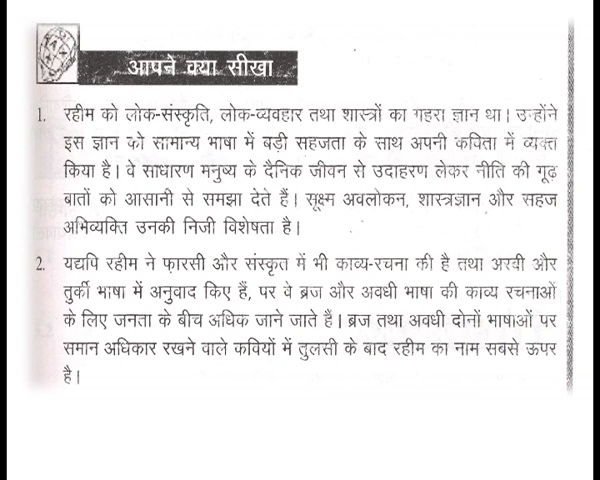 आपने क्या सीखा
1. रहीम को लोक-संस्कृति, लोक-व्यवहार तथा शास्त्रों का गहरा ज्ञान था। उन्होंने
इस ज्ञान को सामान्य भाषा में बड़ी सहजता के साथ अपनी कविता में व्यक्त
किया है। वे साधारण मनुष्य के दैनिक जीवन से उदाहरण लेकर नीति की गूढ़
बातों को आसानी से समझा देते हैं। सूक्ष्म अवलोकन, शास्त्रज्ञान और सहज
अभिव्यक्ति उनकी निजी विशेषता है।
2. यद्यपि रहीम ने फ़ारसी और संस्कृत में भी काव्य-रचना की है तथा अरबी और
तुर्की भाषा में अनुवाद किए हैं, पर वे ब्रज और अवधी भाषा की काव्य रचनाओं
के लिए जनता के बीच अधिक जाने जाते हैं। ब्रज तथा अवधी दोनों भाषाओं पर
समान अधिकार रखने वाले कवियों में तुलसी के बाद रहीम का नाम सबसे ऊपर
है।